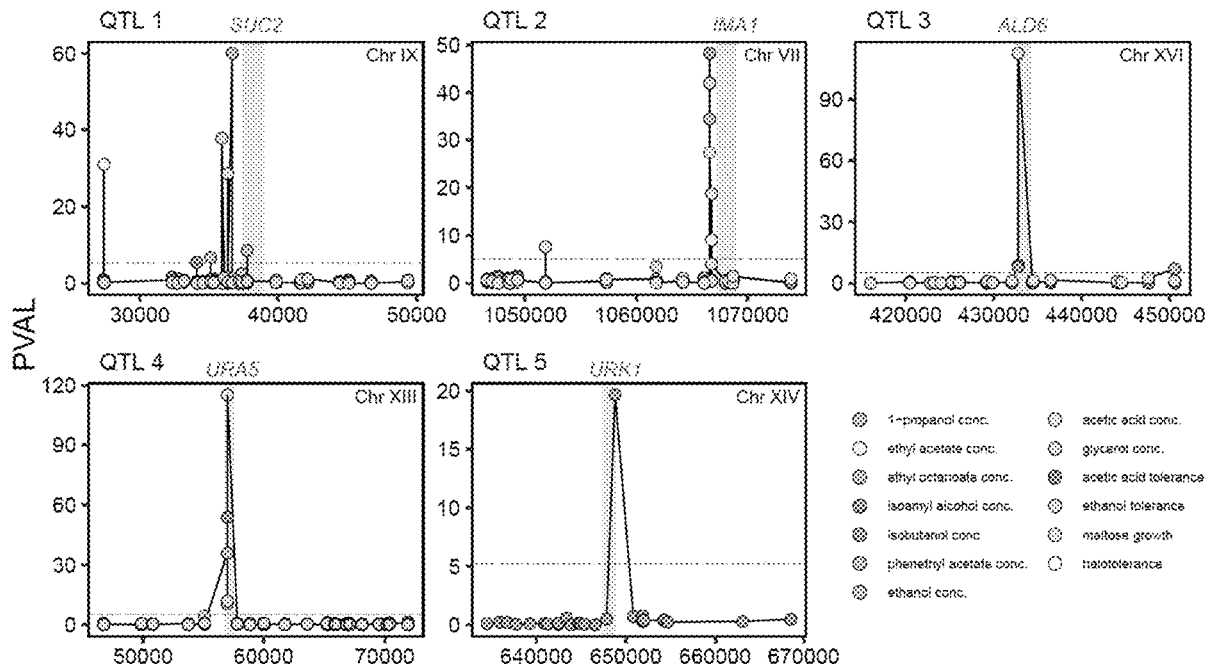 QTL 1
SUC2
QTL 2
IMA1
QTL 3
ALD6
60
40
20
0
Chr IX
30000
40000
50000
50
40
30
20
10
0
Chr VII
1050000
1060000
1070000
90
60
30
0
Chr XVI
420000
430000
440000
450000
PVAL
QTL 4
URA5
QTL 5
URK1
120
90
60
30
0
Chr XIII
50000
60000
70000
20
15
10
5
0
Chr XIV
640000
650000
660000
670000
1-propanol conc.
ethyl acetate conc.
ethyl octanoate conc.
isoamyl alcohol conc.
isobutanol conc
phenethyl acetate conc.
ethanol conc.
acetic acid conc.
glycerol conc.
acetic acid tolerance
ethanol tolerance
maltose growth
halotolerance